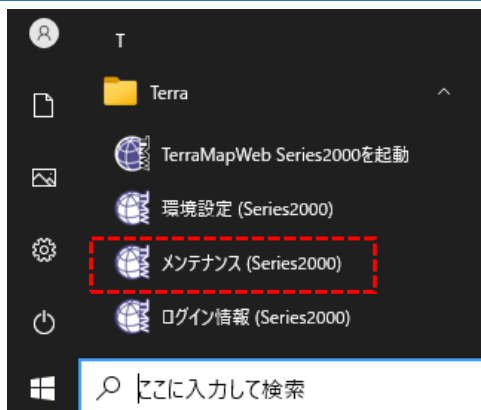 T
Terra
TerraMapWeb Series2000を起動
環境設定 (Series2000)
メンテナンス (Series2000)
ログイン情報 (Series2000)
ここに入力して検索